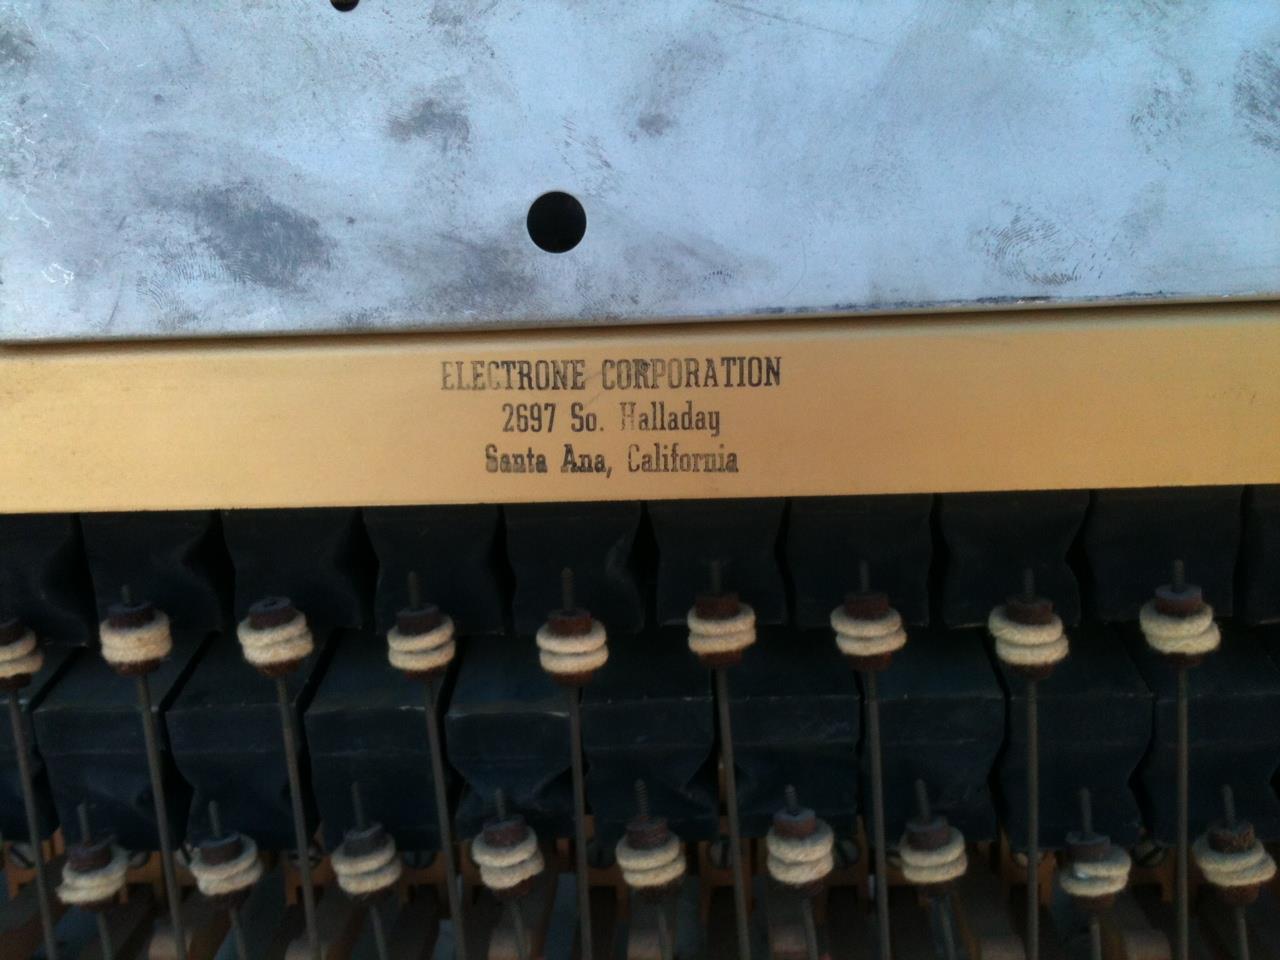 ELECTRONE CORPORATION
2697 So. Halladay
Santa Ana, California